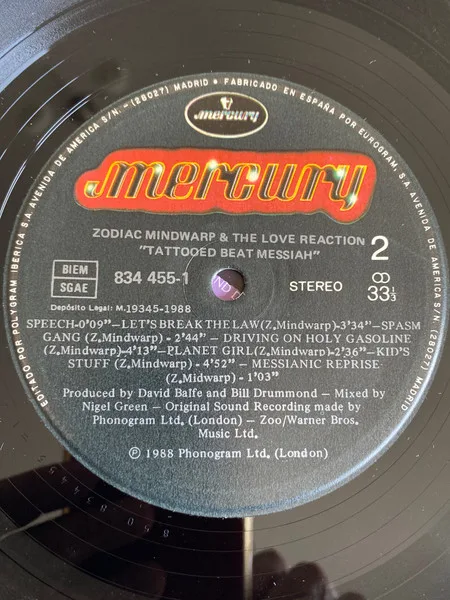 EDITADO POR POLYGRAM IBERICA S.A. AVENIDA DE AMERICA S/N. - (28027) MADRID • FABRICADO EN ESPAÑA POR EUROGRAM, S.A. AVENIDA DE AMERICA S/N (28027) MADRID
mercury
mercury
ZODIAC MINDWARP & THE LOVE REACTION
"TATTOOED BEAT MESSIAH"
2
BIEM
SGAE
834 455-1
STEREO
33 1/3
Depósito Legal: M.19345-1988
SPEECH-0'09"—LET'S BREAK THE LAW(Z,Mindwarp)-3'34"—SPASM
GANG (Z,Mindwarp) - 2'44" — DRIVING ON HOLY GASOLINE
(Z,Mindwarp)-4'13"—PLANET GIRL(Z,Mindwarp)-2'36"—KID'S
STUFF (Z,Mindwarp) - 4'52" — MESSIANIC REPRISE
(Z,Midwarp) - 1'03"
Produced by David Balfe and Bill Drummond — Mixed by
Nigel Green — Original Sound Recording made by
Phonogram Ltd. (London) — Zoo/Warner Bros.
Music Ltd.
℗ 1988 Phonogram Ltd. (London)